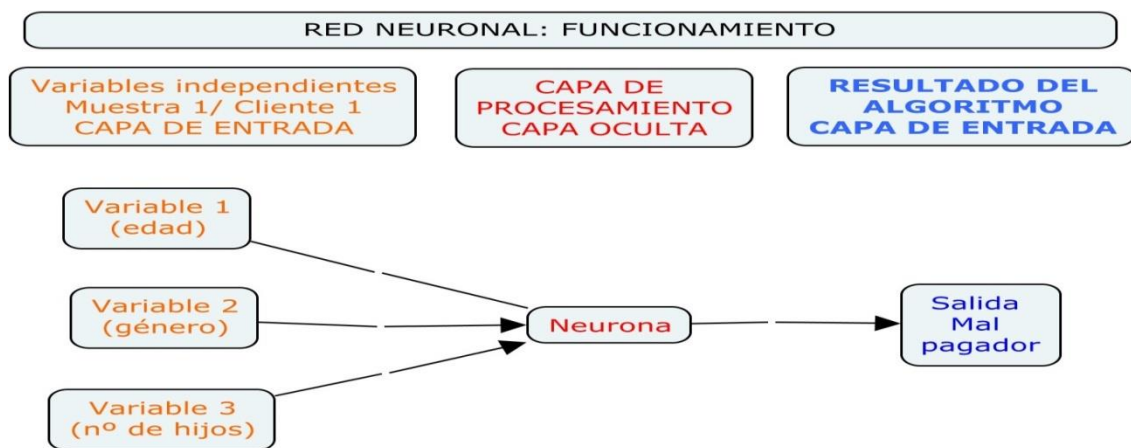 RED NEURONAL: FUNCIONAMIENTO
Variables independientes
Muestra 1/ Cliente 1
CAPA DE ENTRADA
CAPA DE
PROCESAMIENTO
CAPA OCULTA
RESULTADO DEL
ALGORITMO
CAPA DE ENTRADA
Variable 1
(edad)
Variable 2
(género)
Variable 3
(nº de hijos)
Neurona
Salida
Mal
pagador